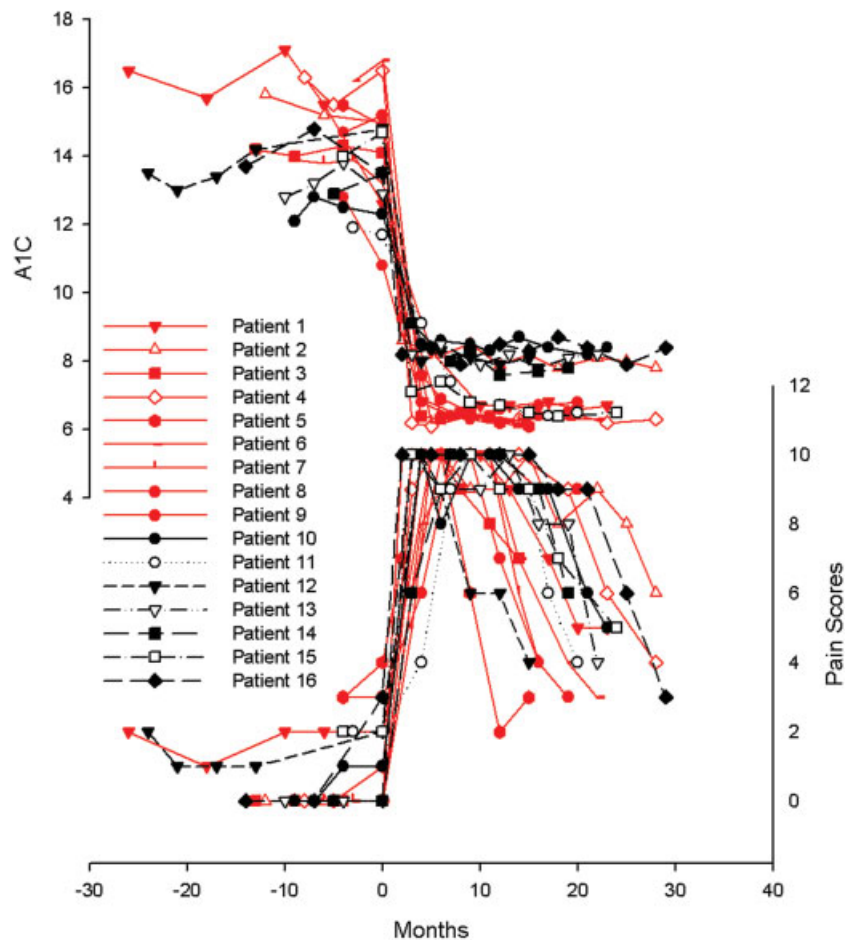 18
16
14
12
10
8
6
4
A1C
Patient 1
Patient 2
Patient 3
Patient 4
Patient 5
Patient 6
Patient 7
Patient 8
Patient 9
Patient 10
Patient 11
Patient 12
Patient 13
Patient 14
Patient 15
Patient 16
12
10
8
6
4
2
0
Pain Scores
-30 -20 -10 0 10 20 30 40
Months